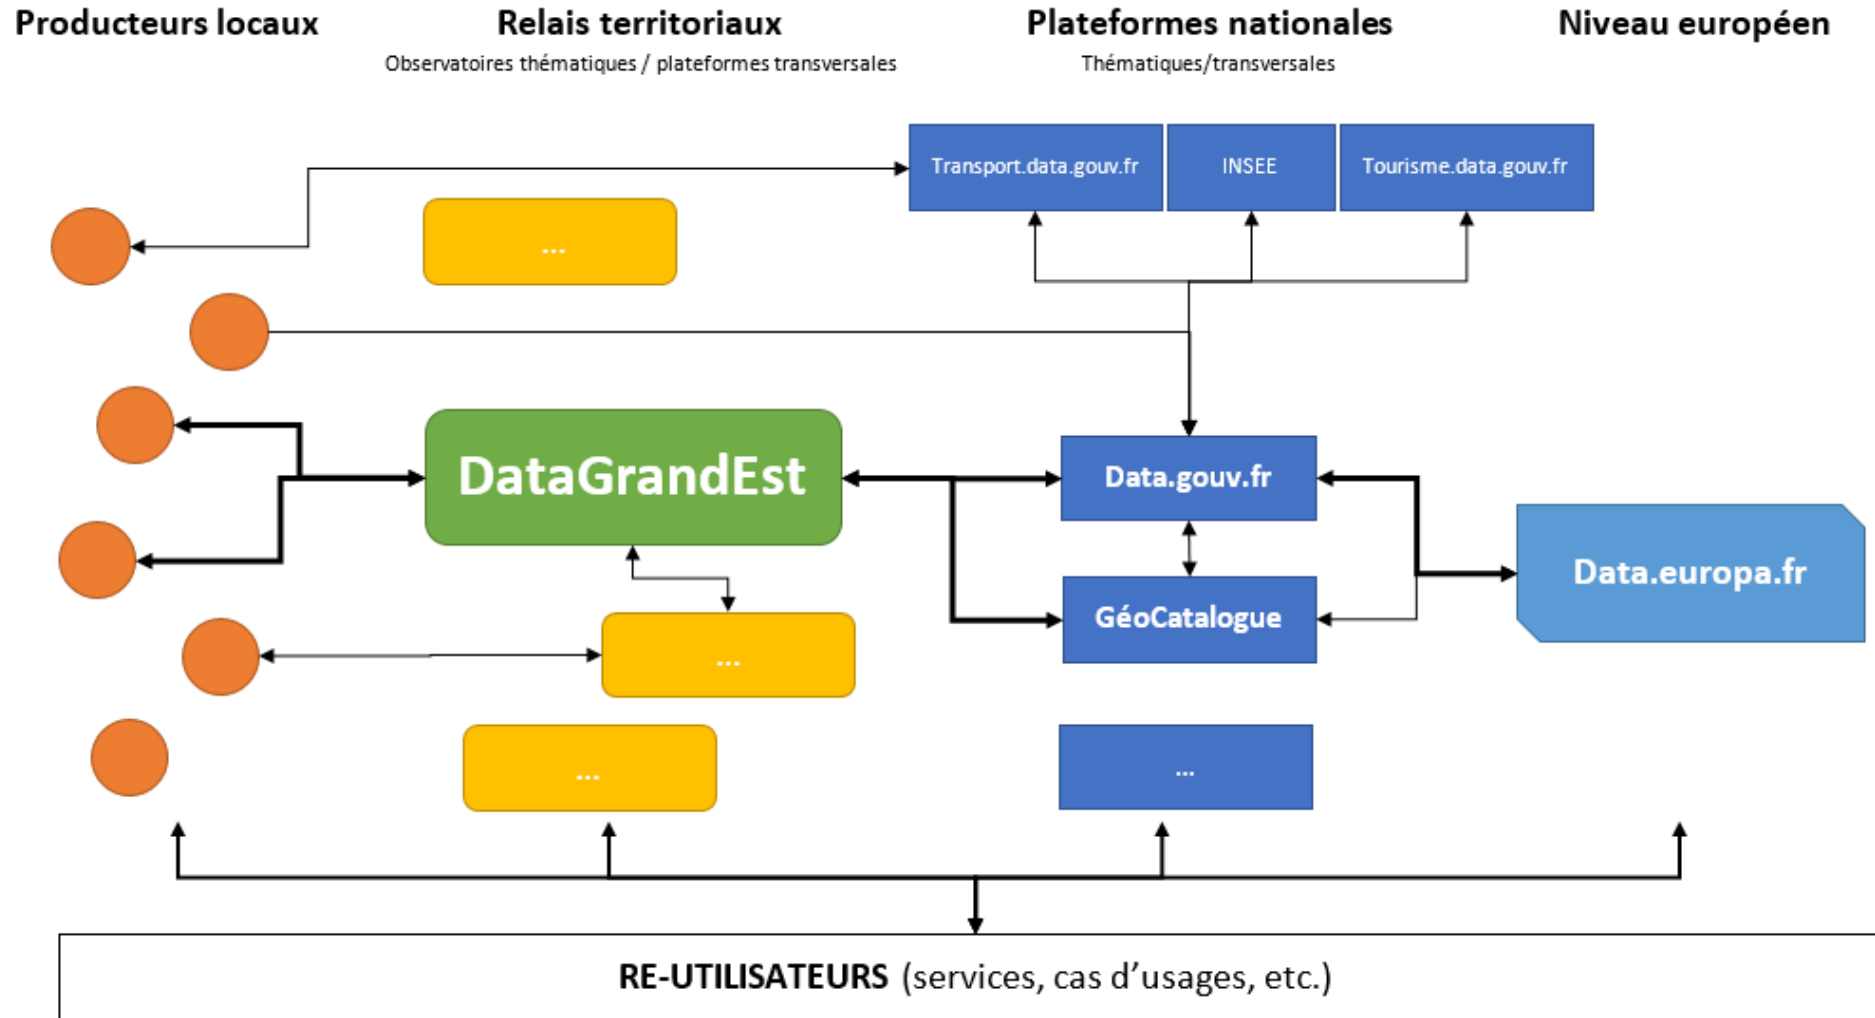 Producteurs locaux
Relais territoriaux
Observatoires thématiques / plateformes transversales
Plateformes nationales
Thématiques/transversales
Niveau européen
Transport.data.gouv.fr
INSEE
Tourisme.data.gouv.fr
...
DataGrandEst
Data.gouv.fr
GéoCatalogue
Data.europa.fr
...
...
...
RE-UTILISATEURS (services, cas d’usages, etc.)